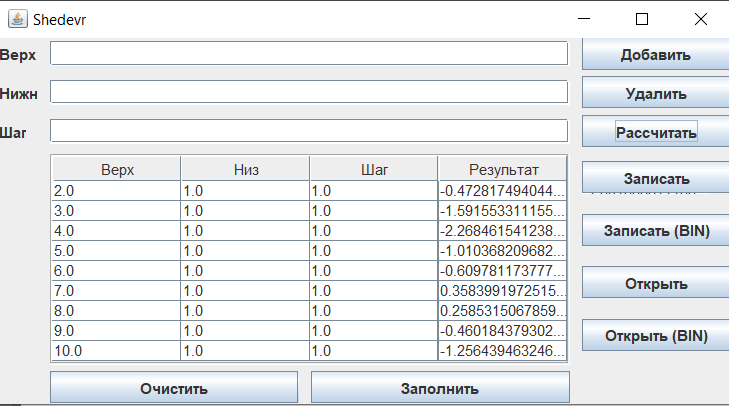 Shedevr
Верх
Добавить
Нижн
Удалить
Шаг
Рассчитать
Верх Низ Шаг Результат
2.0 1.0 1.0 -0.472817494044...
3.0 1.0 1.0 -1.591553311155...
4.0 1.0 1.0 -2.268461541238...
5.0 1.0 1.0 -1.010368209682...
6.0 1.0 1.0 -0.609781173777...
7.0 1.0 1.0 0.3583991972515...
8.0 1.0 1.0 0.2585315067859...
9.0 1.0 1.0 -0.460184379302...
10.0 1.0 1.0 -1.256439463246...
Записать
Записать (BIN)
Открыть
Открыть (BIN)
Очистить Заполнить